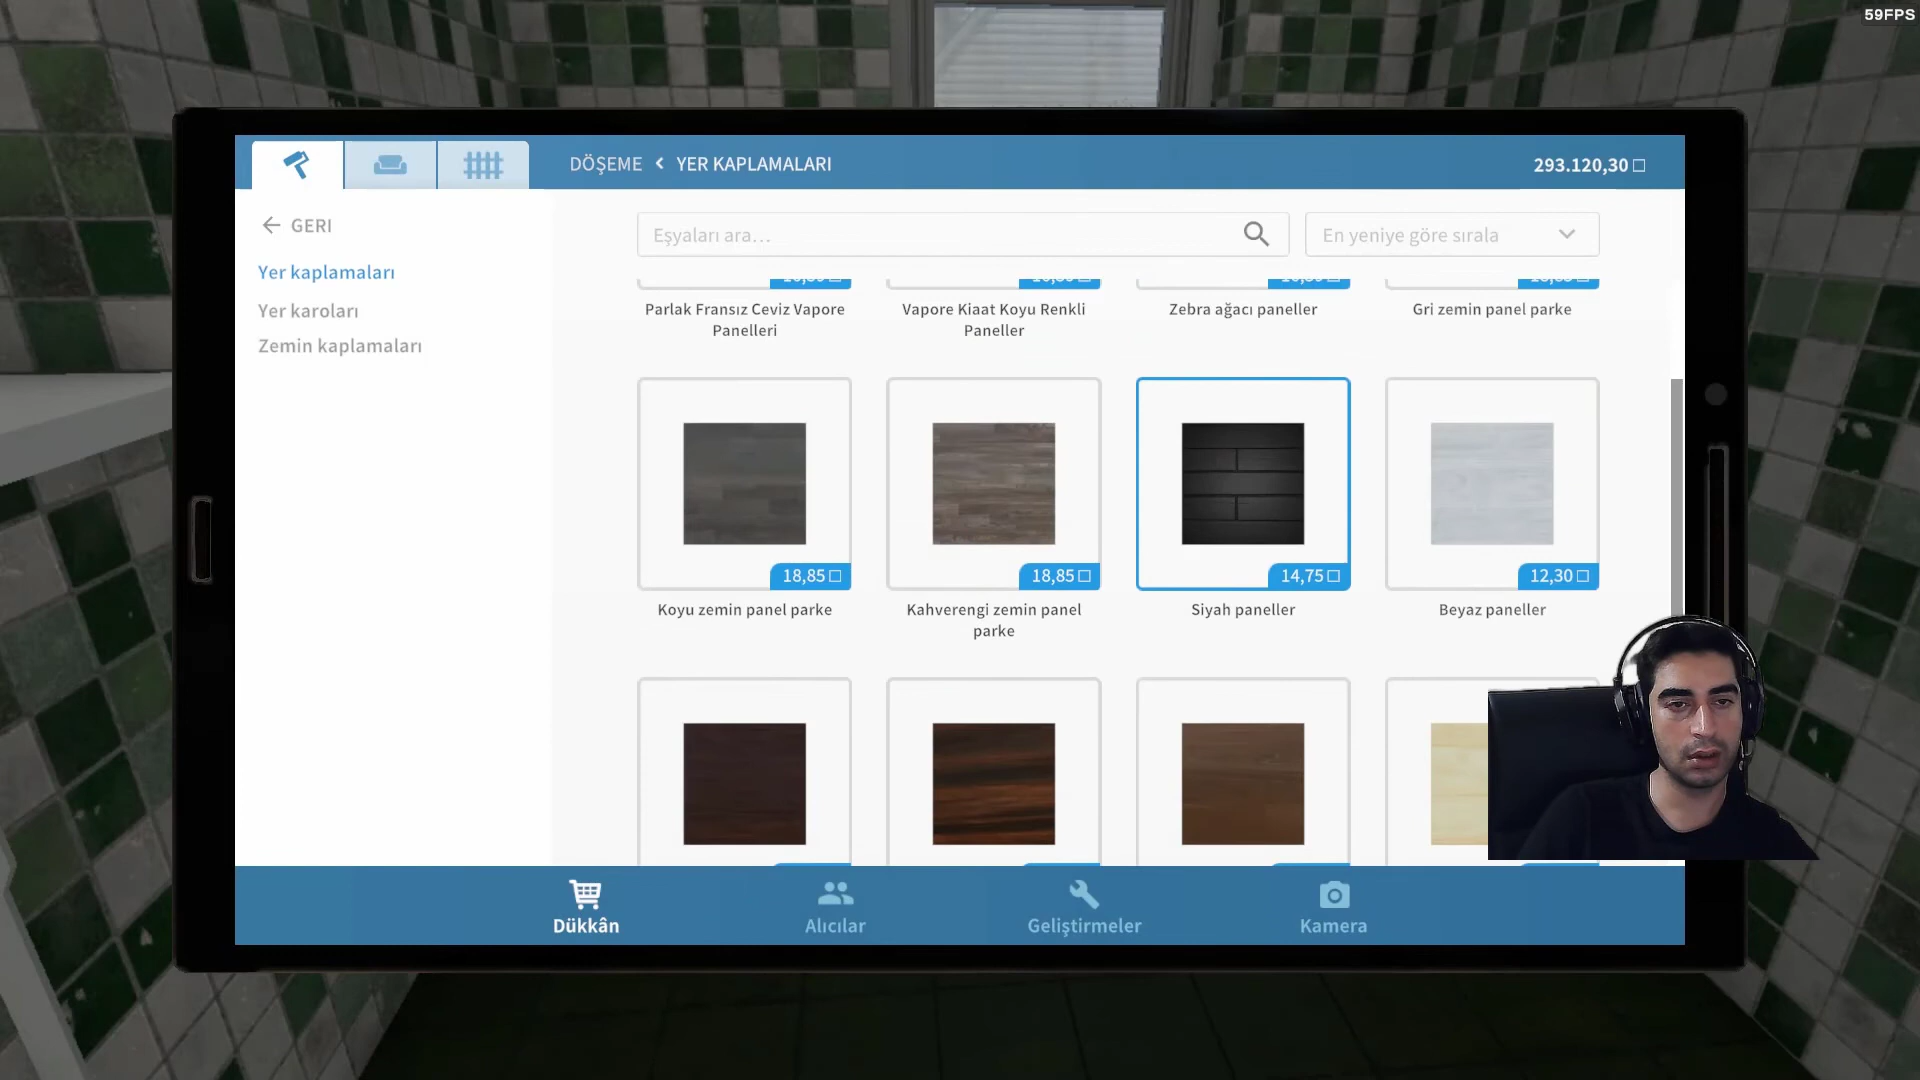 59FPS
DÖŞEME < YER KAPLAMALARI
293.120,30
GERI
Eşyaları ara...
En yeniye göre sırala
Yer kaplamaları
Yer karoları
Zemin kaplamaları
Parlak Fransız Ceviz Vapore
Panelleri
Vapore Kiaat Koyu Renkli
Paneller
Zebra ağacı paneller
Gri zemin panel parke
18,85
18,85
14,75
12,30
Koyu zemin panel parke
Kahverengi zemin panel
parke
Siyah paneller
Beyaz paneller
Dükkân
Alıcılar
Geliştirmeler
Kamera